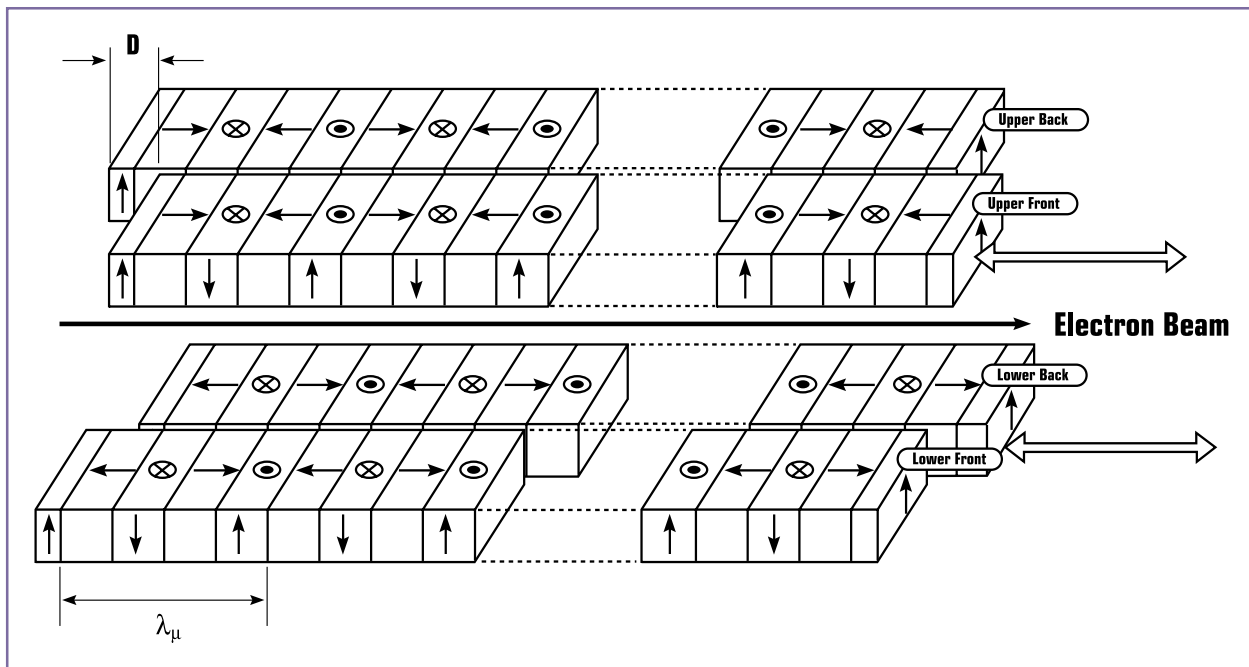 D
Upper Back
Upper Front
Electron Beam
Lower Back
Lower Front
λμ